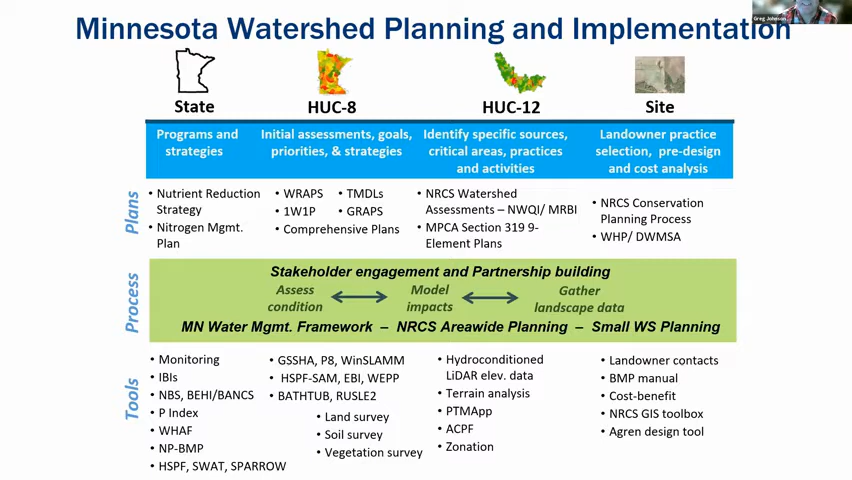 Minnesota Watershed Planning and Implementation
Greg Johnson
State
HUC-8
HUC-12
Site
Programs and
strategies
Initial assessments, goals,
priorities, & strategies
Identify specific sources,
critical areas, practices
and activities
Landowner practice
selection, pre-design
and cost analysis
Plans
• Nutrient Reduction
Strategy
• Nitrogen Mgmt.
Plan
• WRAPS • TMDLs
• 1W1P • GRAPS
• Comprehensive Plans
• NRCS Watershed
Assessments – NWQI/ MRBI
• MPCA Section 319 9-
Element Plans
• NRCS Conservation
Planning Process
• WHP/ DWMSA
Process
Stakeholder engagement and Partnership building
Assess
condition
Model
impacts
Gather
landscape data
MN Water Mgmt. Framework – NRCS Areawide Planning – Small WS Planning
Tools
• Monitoring
• IBIs
• NBS, BEHI/BANCS
• P Index
• WHAF
• NP-BMP
• HSPF, SWAT, SPARROW
• GSSHA, P8, WinSLAMM
• HSPF-SAM, EBI, WEPP
• BATHTUB, RUSLE2
• Land survey
• Soil survey
• Vegetation survey
• Hydroconditioned
LiDAR elev. data
• Terrain analysis
• PTMApp
• ACPF
• Zonation
• Landowner contacts
• BMP manual
• Cost-benefit
• NRCS GIS toolbox
• Agren design tool